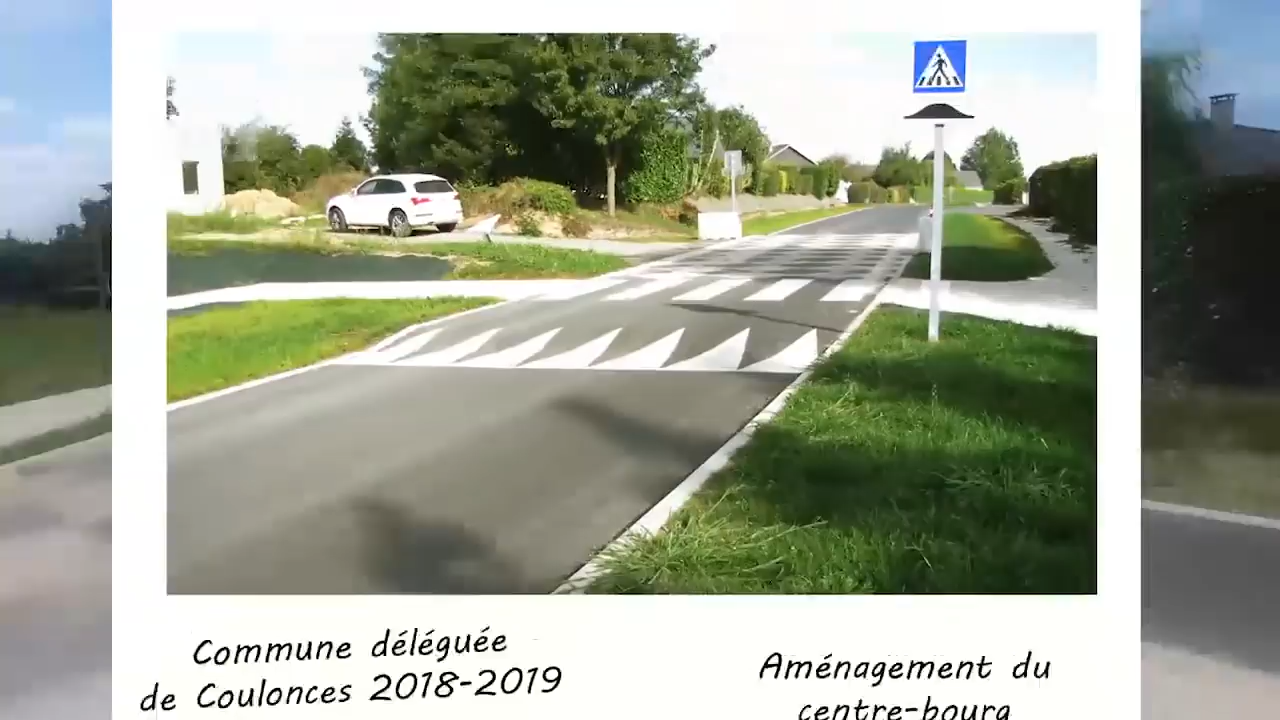 Commune déléguée
de Coulonces 2018-2019
Aménagement du
centre-bourg